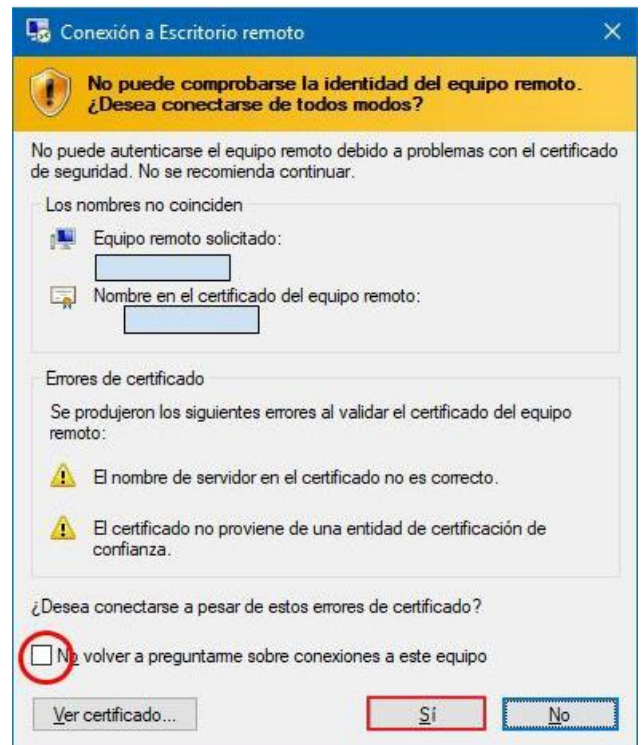 Conexión a Escritorio remoto
No puede comprobarse la identidad del equipo remoto.
¿Desea conectarse de todos modos?
No puede autenticarse el equipo remoto debido a problemas con el certificado
de seguridad. No se recomienda continuar.
Los nombres no coinciden
Equipo remoto solicitado:
Nombre en el certificado del equipo remoto:
Errores de certificado
Se produjeron los siguientes errores al validar el certificado del equipo
remoto:
El nombre de servidor en el certificado no es correcto.
El certificado no proviene de una entidad de certificación de
confianza.
¿Desea conectarse a pesar de estos errores de certificado?
No volver a preguntarme sobre conexiones a este equipo
Ver certificado...
Sí
No